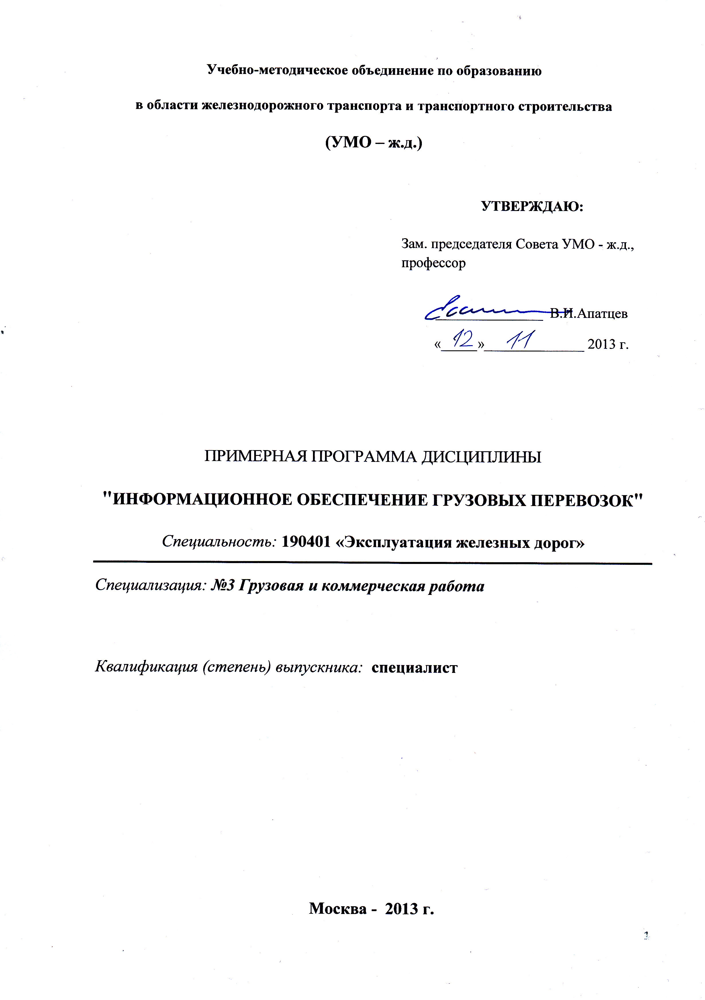 Учебно-методическое объединение по образованию
в области железнодорожного транспорта и транспортного строительства
(УМО – ж.д.)
УТВЕРЖДАЮ:
Зам. председателя Совета УМО - ж.д.,
профессор
В.И.Апатцев
«12» 11 2013 г.
ПРИМЕРНАЯ ПРОГРАММА ДИСЦИПЛИНЫ
"ИНФОРМАЦИОННОЕ ОБЕСПЕЧЕНИЕ ГРУЗОВЫХ ПЕРЕВОЗОК"
Специальность: 190401 «Эксплуатация железных дорог»
Специализация: №3 Грузовая и коммерческая работа
Квалификация (степень) выпускника: специалист
Москва - 2013 г.
1